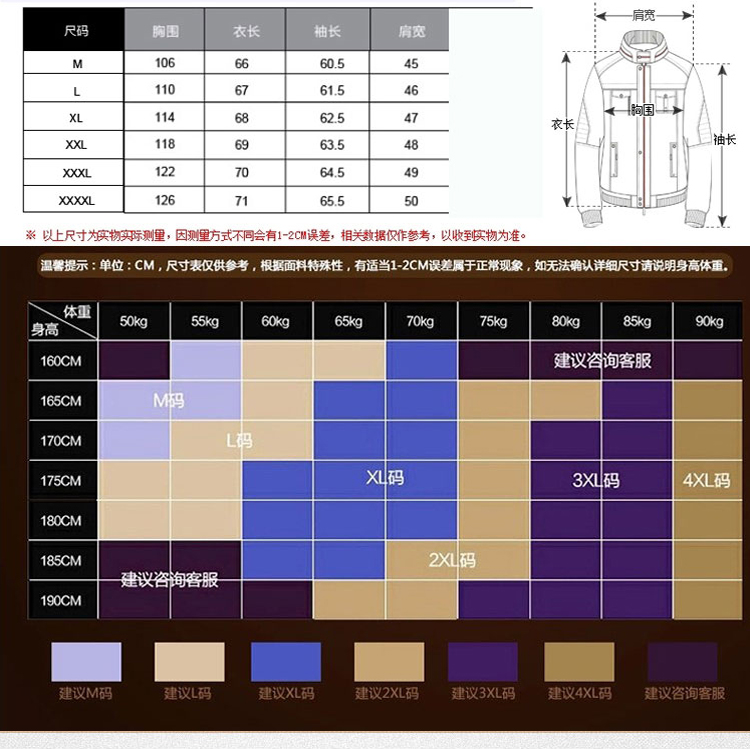 尺码 胸围 衣长 袖长 肩宽
M 106 66 60.5 45
L 110 67 61.5 46
XL 114 68 62.5 47
XXL 118 69 63.5 48
XXXL 122 70 64.5 49
XXXXL 126 71 65.5 50
肩宽
胸围
衣长
袖长
※ 以上尺寸为实物实际测量，因测量方式不同会有1-2CM误差，相关数据仅作参考，以收到实物为准。
温馨提示：单位：CM，尺寸表仅供参考，根据面料特殊性，有适当1-2CM误差属于正常现象，如无法确认详细尺寸请说明身高体重。
体重
身高
50kg 55kg 60kg 65kg 70kg 75kg 80kg 85kg 90kg
160CM 建议咨询客服
165CM M码
170CM L码
175CM XL码 3XL码 4XL码
180CM
185CM 2XL码
建议咨询客服
190CM
建议M码 建议L码 建议XL码 建议2XL码 建议3XL码 建议4XL码 建议咨询客服